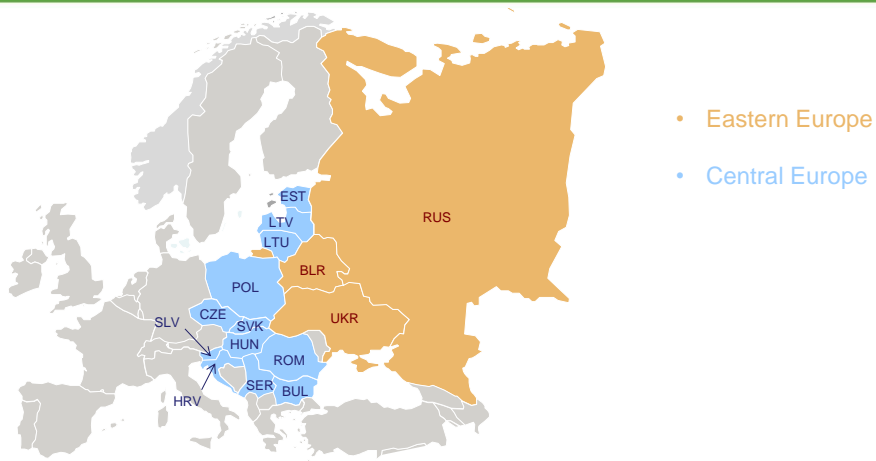 • Eastern Europe
• Central Europe
EST
RUS
LTV
LTU
BLR
POL
CZE
UKR
SLV
SVK
HUN
ROM
SER
BUL
HRV